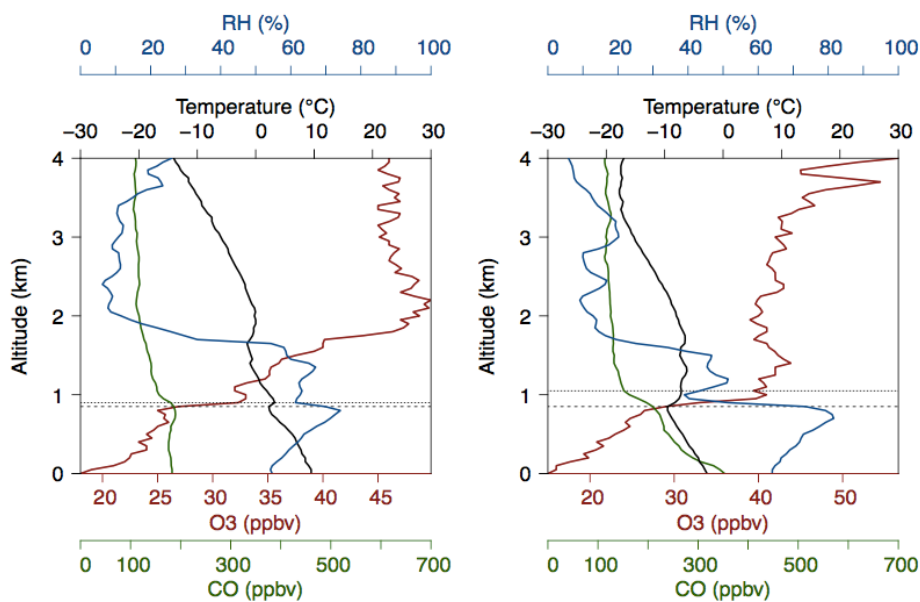 RH (%)
0 20 40 60 80 100
Temperature (°C)
−30 −20 −10 0 10 20 30
Altitude (km)
4
3
2
1
0
20 25 30 35 40 45
O3 (ppbv)
0 100 300 500 700
CO (ppbv)
RH (%)
0 20 40 60 80 100
Temperature (°C)
−30 −20 −10 0 10 20 30
Altitude (km)
4
3
2
1
0
20 30 40 50
O3 (ppbv)
0 100 300 500 700
CO (ppbv)